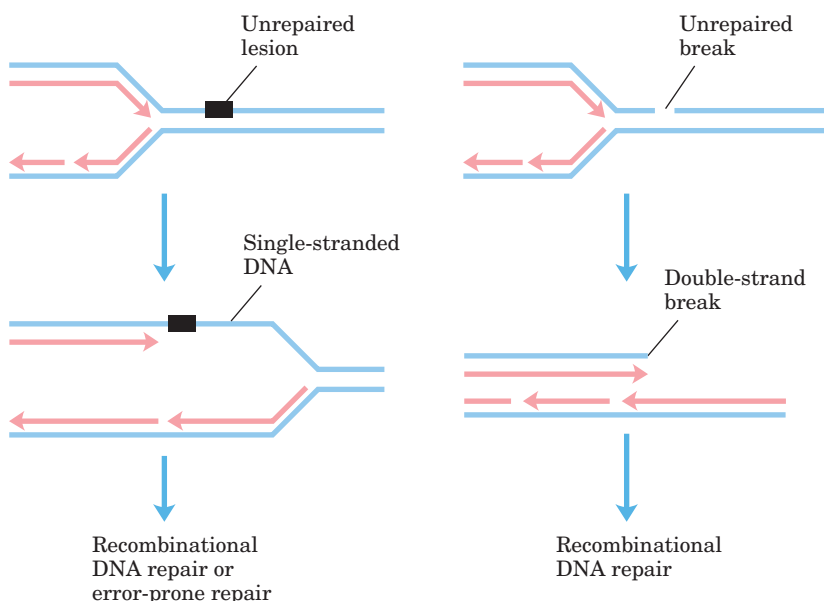 Unrepaired
lesion
Unrepaired
break
Single-stranded
DNA
Double-strand
break
Recombinational
DNA repair or
error-prone repair
Recombinational
DNA repair